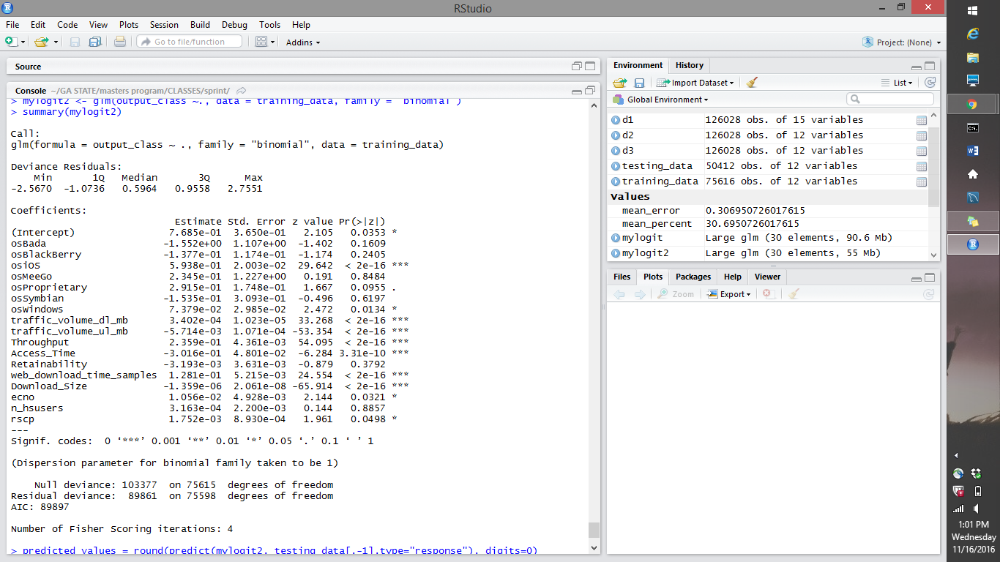 RStudio
File Edit Code View Plots Session Build Debug Tools Help
Go to file/function Addins Project: (None)
Source
Console ~/GA STATE/masters program/CLASSES/sprint/
> mylogit2 <- glm(output_class ~., data = training_data, family = "binomial")
> summary(mylogit2)
Call:
glm(formula = output_class ~ ., family = "binomial", data = training_data)
Deviance Residuals:
Min 1Q Median 3Q Max
-2.5670 -1.0736 0.5964 0.9558 2.7551
Coefficients:
Estimate Std. Error z value Pr(>|z|)
(Intercept) 7.685e-01 3.650e-01 2.105 0.0353 *
osBada -1.552e+00 1.107e+00 -1.402 0.1609
osBlackBerry -1.377e-01 1.174e-01 -1.174 0.2405
osiOS 5.938e-01 2.003e-02 29.642 < 2e-16 ***
osMeeGo 2.345e-01 1.227e+00 0.191 0.8484
osProprietary 2.915e-01 1.748e-01 1.667 0.0955 .
osSymbian -1.535e-01 3.093e-01 -0.496 0.6197
osWindows 7.379e-02 2.985e-02 2.472 0.0134 *
traffic_volume_dl_mb 3.402e-04 1.023e-05 33.268 < 2e-16 ***
traffic_volume_ul_mb -5.714e-03 1.071e-04 -53.354 < 2e-16 ***
Throughput 2.359e-01 4.361e-03 54.095 < 2e-16 ***
Access_Time -3.016e-01 4.801e-02 -6.284 3.31e-10 ***
Retainability -3.193e-03 3.631e-03 -0.879 0.3792
web_download_time_samples 1.281e-01 5.215e-03 24.554 < 2e-16 ***
Download_Size -1.359e-06 2.061e-08 -65.914 < 2e-16 ***
ecno 1.056e-02 4.928e-03 2.144 0.0321 *
n_hsusers 3.163e-04 2.200e-03 0.144 0.8857
rscp 1.752e-03 8.930e-04 1.961 0.0498 *
---
Signif. codes: 0 ‘***’ 0.001 ‘**’ 0.01 ‘*’ 0.05 ‘.’ 0.1 ‘ ’ 1
(Dispersion parameter for binomial family taken to be 1)
Null deviance: 103377 on 75615 degrees of freedom
Residual deviance: 89861 on 75598 degrees of freedom
AIC: 89897
Number of Fisher Scoring iterations: 4
> predicted_values = round(predict(mylogit2, testing_data[,-1],type="response"), digits=0)
Environment History
Import Dataset List
Global Environment
d1 126028 obs. of 15 variables
d2 126028 obs. of 12 variables
d3 126028 obs. of 12 variables
testing_data 50412 obs. of 12 variables
training_data 75616 obs. of 12 variables
Values
mean_error 0.306950726017615
mean_percent 30.6950726017615
mylogit Large glm (30 elements, 90.6 Mb)
mylogit2 Large glm (30 elements, 55 Mb)
Files Plots Packages Help Viewer
Zoom Export
1:01 PM
Wednesday
11/16/2016